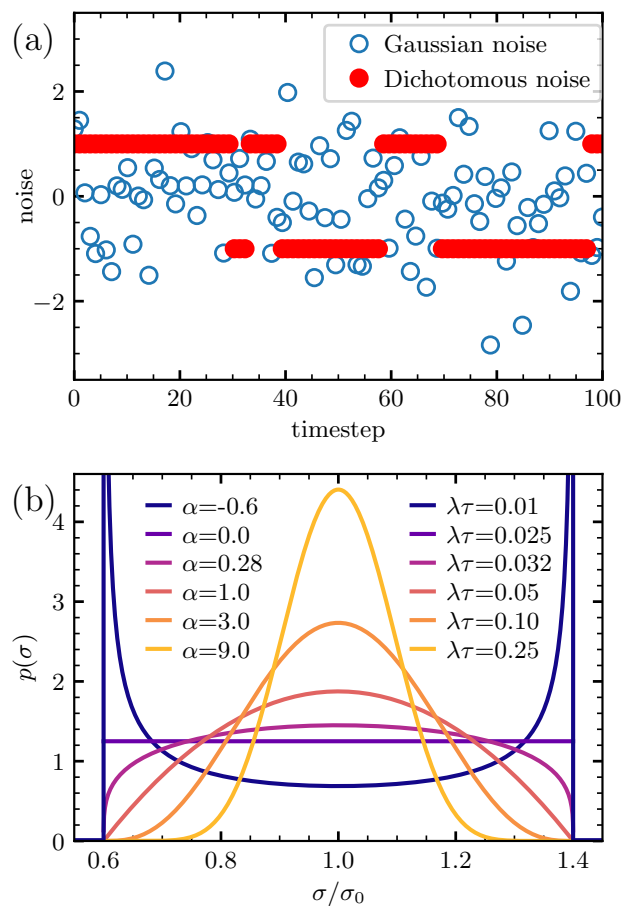 (a)
Gaussian noise
Dichotomous noise
noise
2
0
−2
0 20 40 60 80 100
timestep
(b)
α=-0.6 λτ=0.01
α=0.0 λτ=0.025
α=0.28 λτ=0.032
α=1.0 λτ=0.05
α=3.0 λτ=0.10
α=9.0 λτ=0.25
p(σ)
4
3
2
1
0
0.6 0.8 1.0 1.2 1.4
σ/σ₀